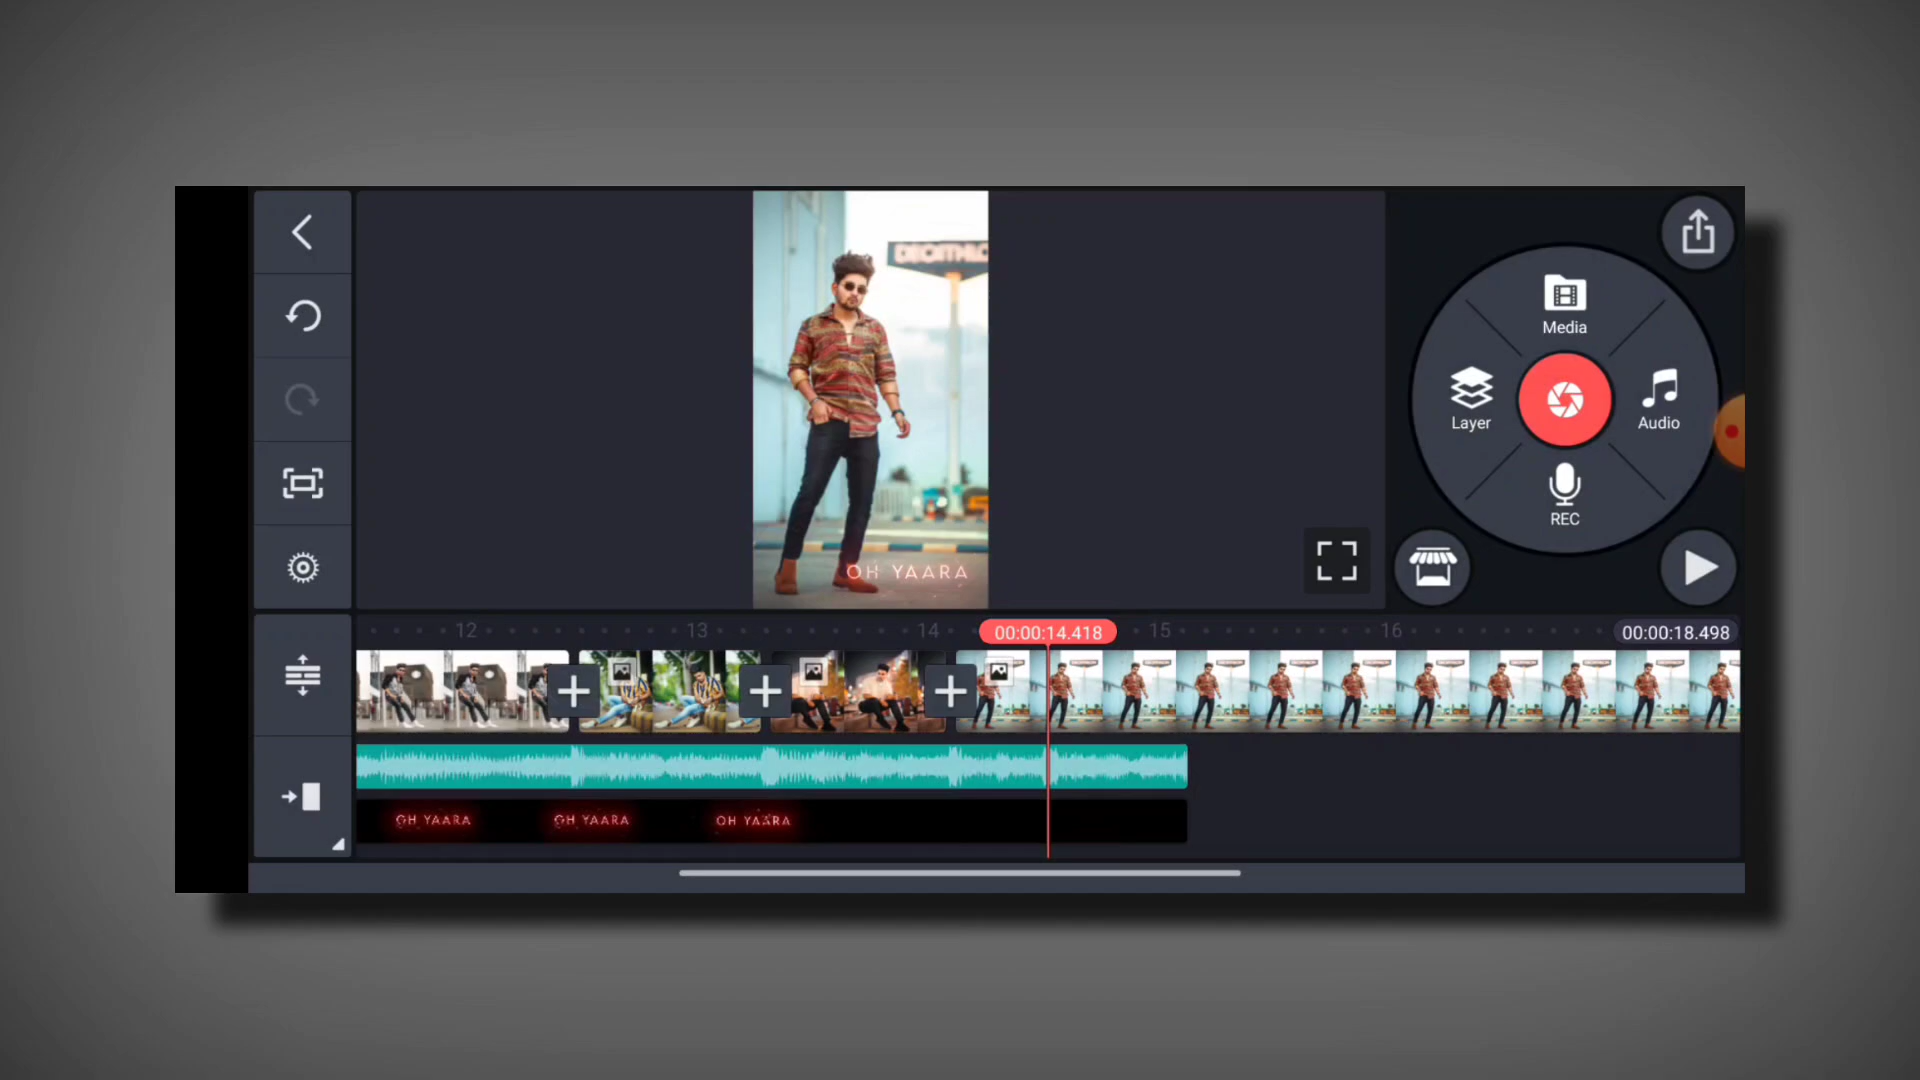 DECATHLO
Media
Layer
Audio
REC
OH YAARA
12
13
14
00:00:14.418
15
16
00:00:18.498
OH YAARA
OH YAARA
OH YAARA